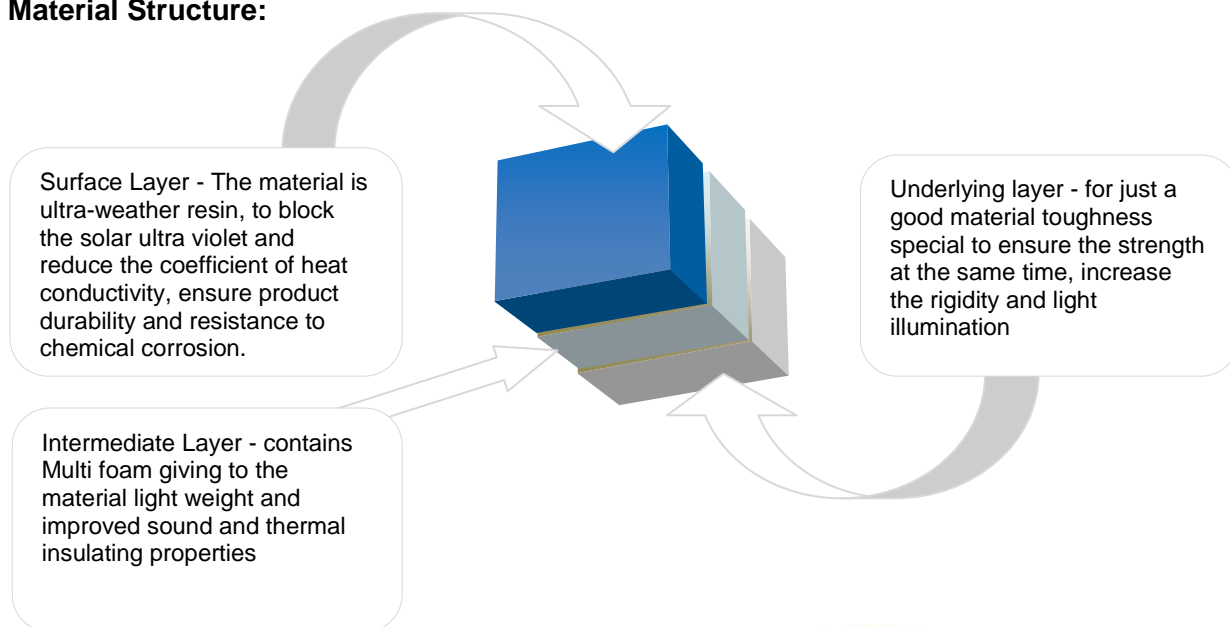 Material Structure:
Surface Layer - The material is
ultra-weather resin, to block
the solar ultra violet and
reduce the coefficient of heat
conductivity, ensure product
durability and resistance to
chemical corrosion.
Intermediate Layer - contains
Multi foam giving to the
material light weight and
improved sound and thermal
insulating properties
Underlying layer - for just a
good material toughness
special to ensure the strength
at the same time, increase
the rigidity and light
illumination